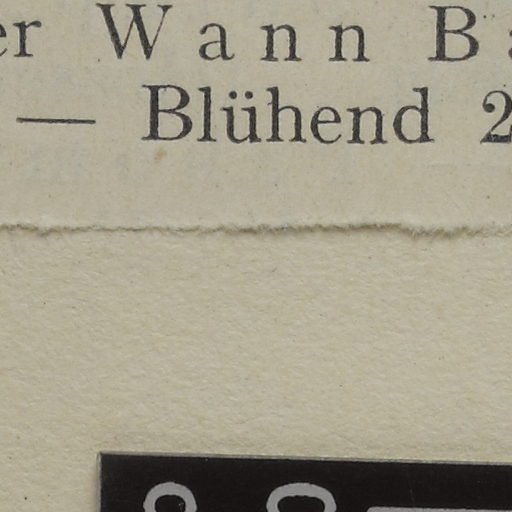 er Wann B
— Blühend 2